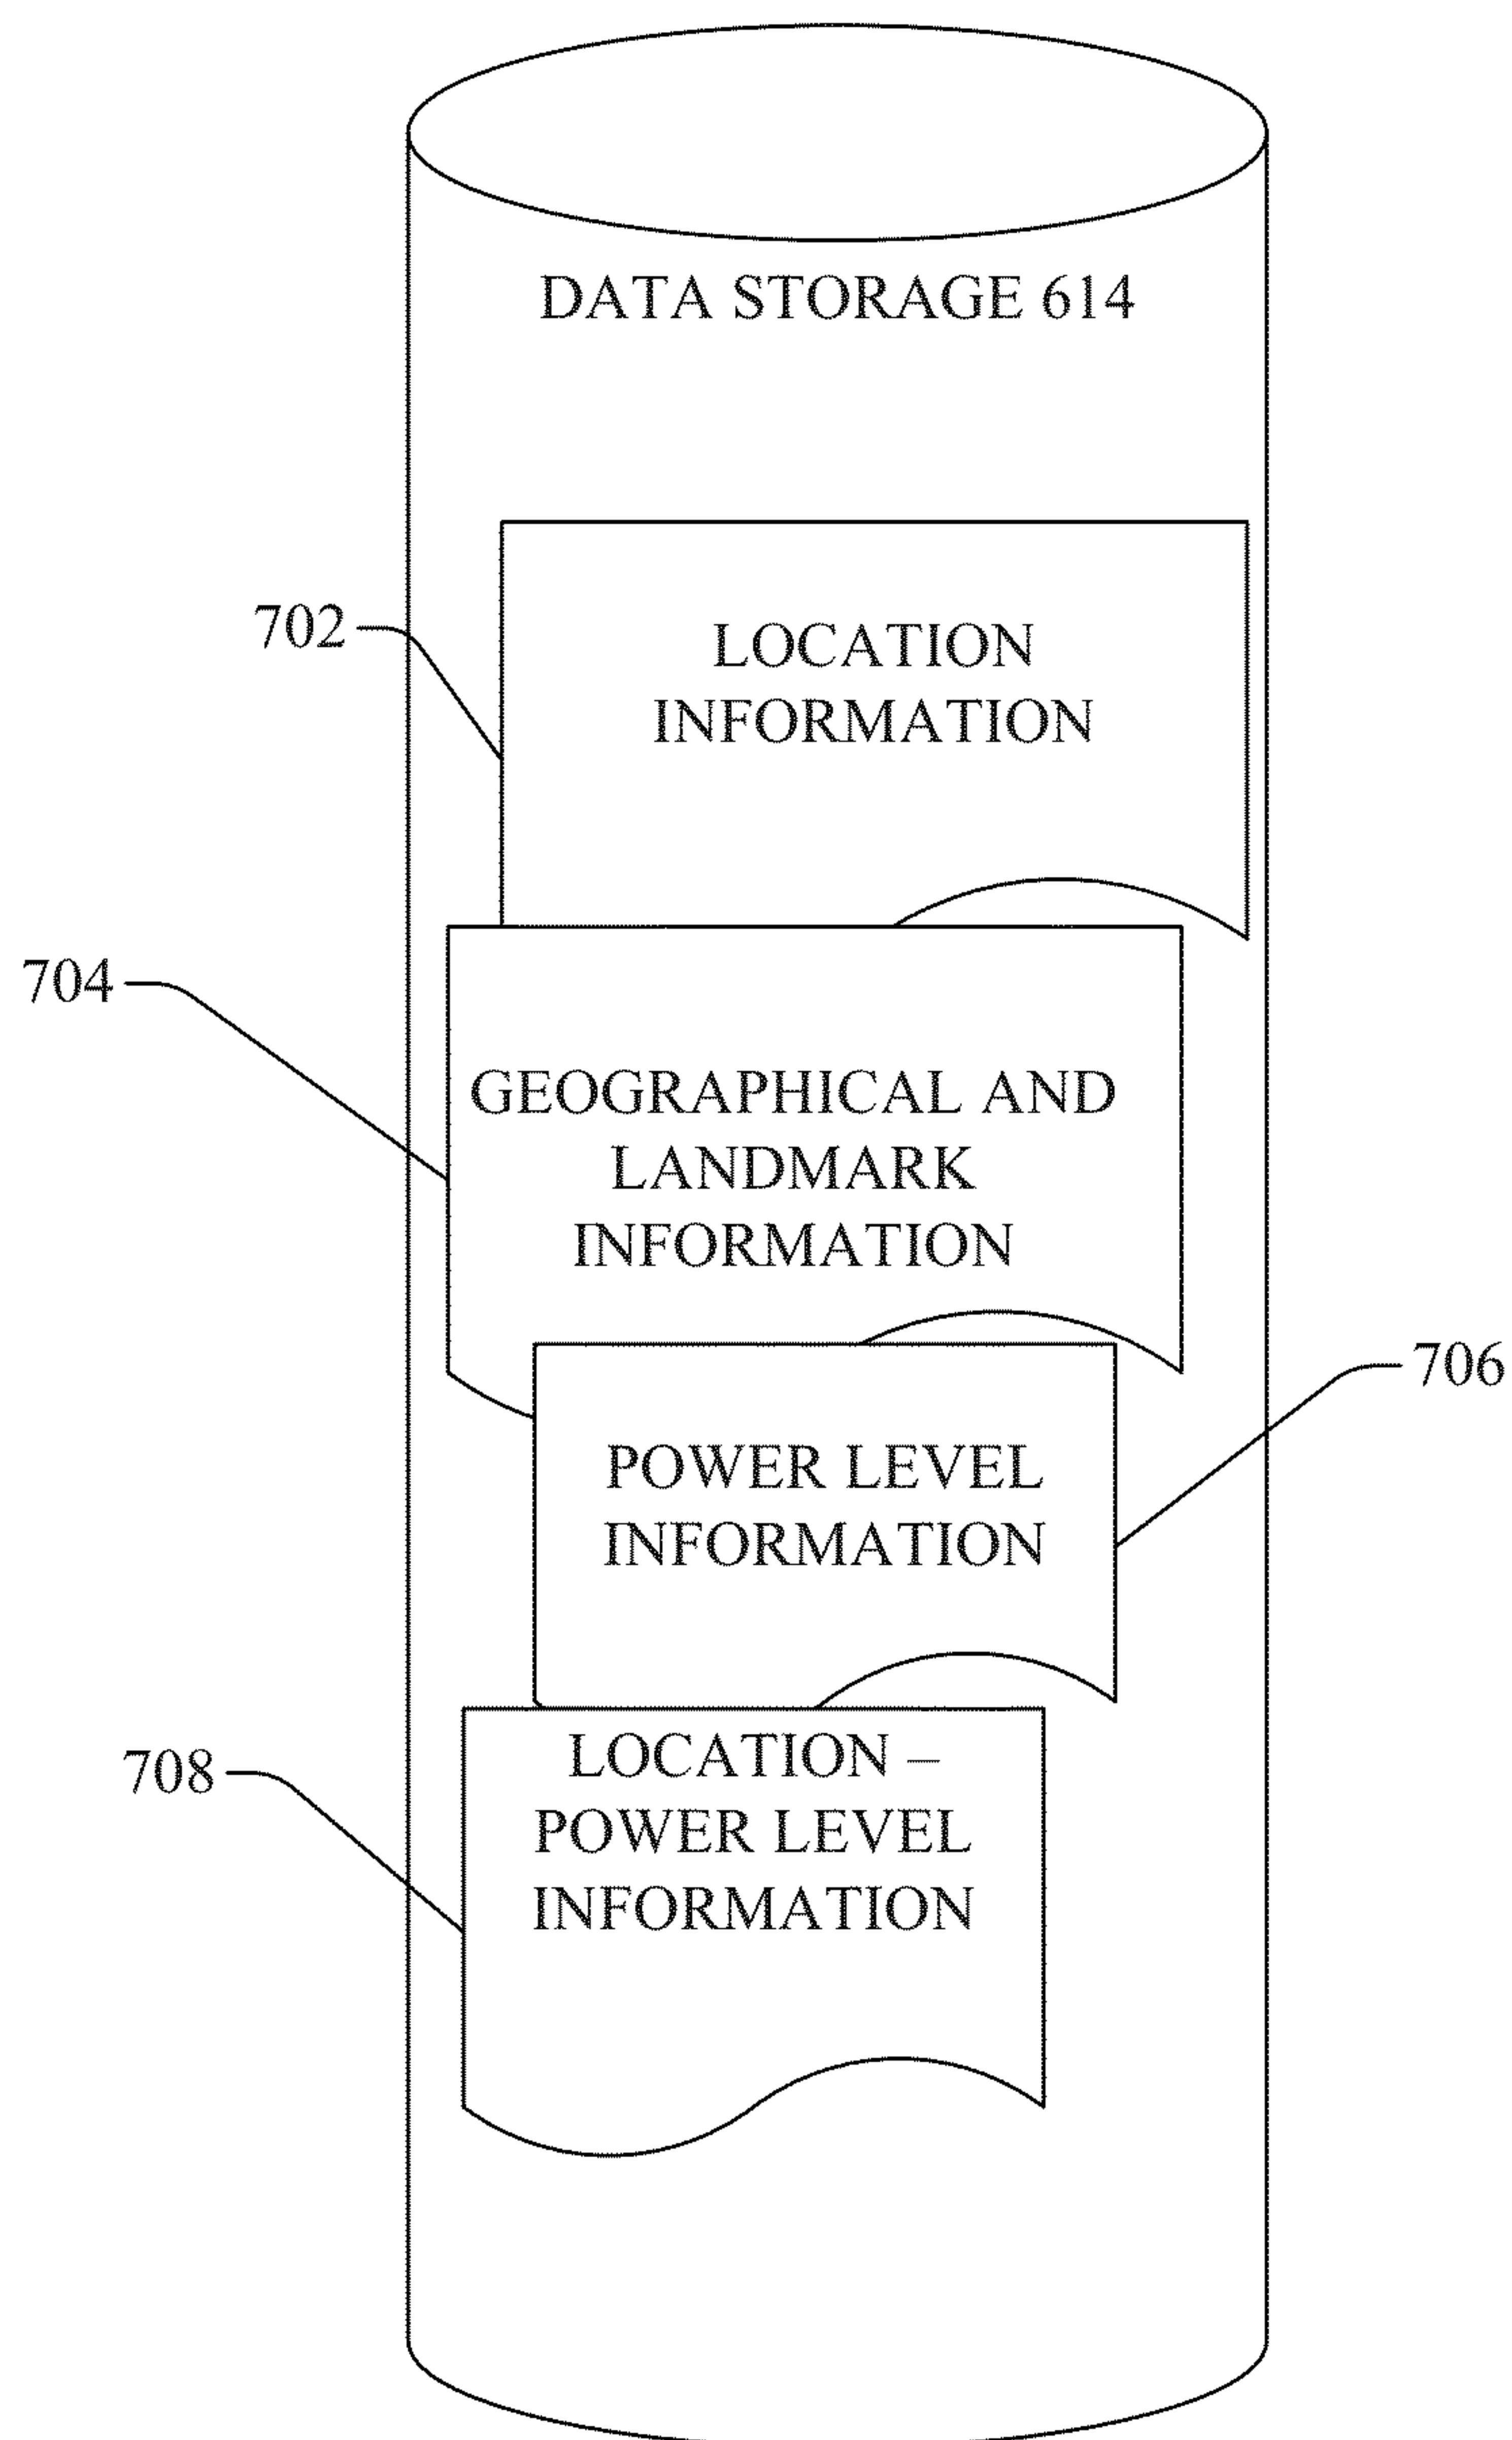 DATA STORAGE 614
702
LOCATION
INFORMATION
704
GEOGRAPHICAL AND
LANDMARK
INFORMATION
706
POWER LEVEL
INFORMATION
708
LOCATION –
POWER LEVEL
INFORMATION